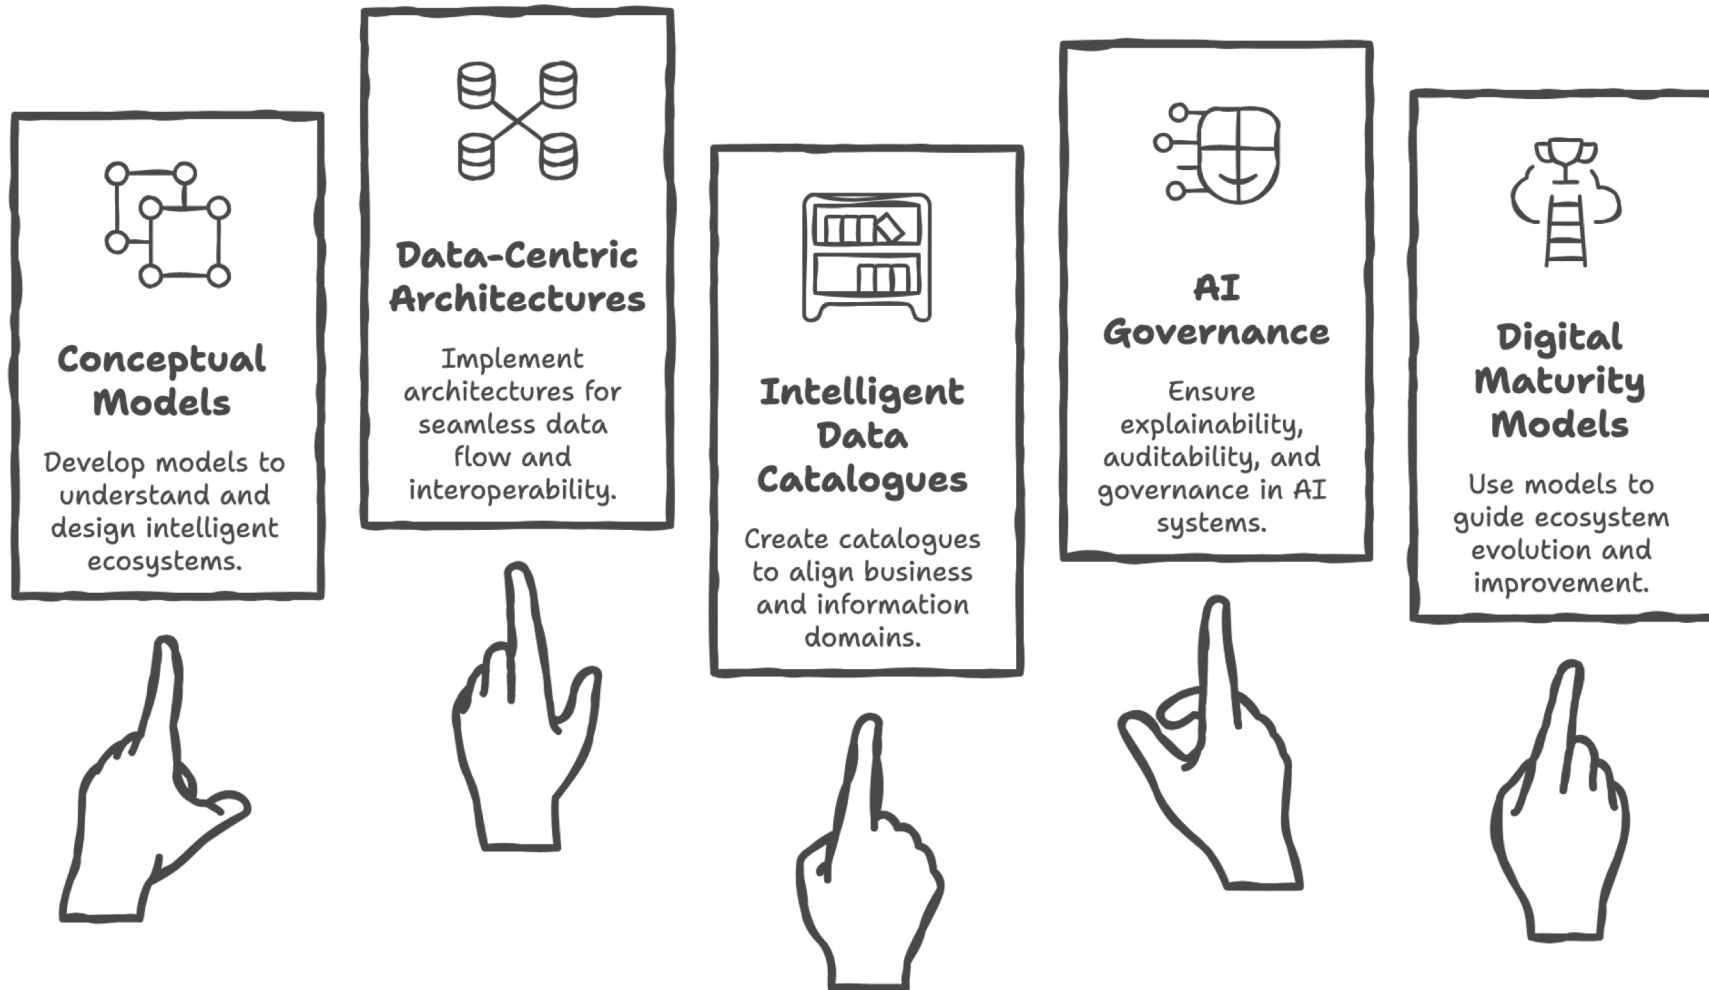 Conceptual
Models
Develop models to
understand and
design intelligent
ecosystems.
Data-Centric
Architectures
Implement
architectures for
seamless data
flow and
interoperability.
Intelligent
Data
Catalogues
Create catalogues
to align business
and information
domains.
AI
Governance
Ensure
explainability,
auditability, and
governance in AI
systems.
Digital
Maturity
Models
Use models to
guide ecosystem
evolution and
improvement.